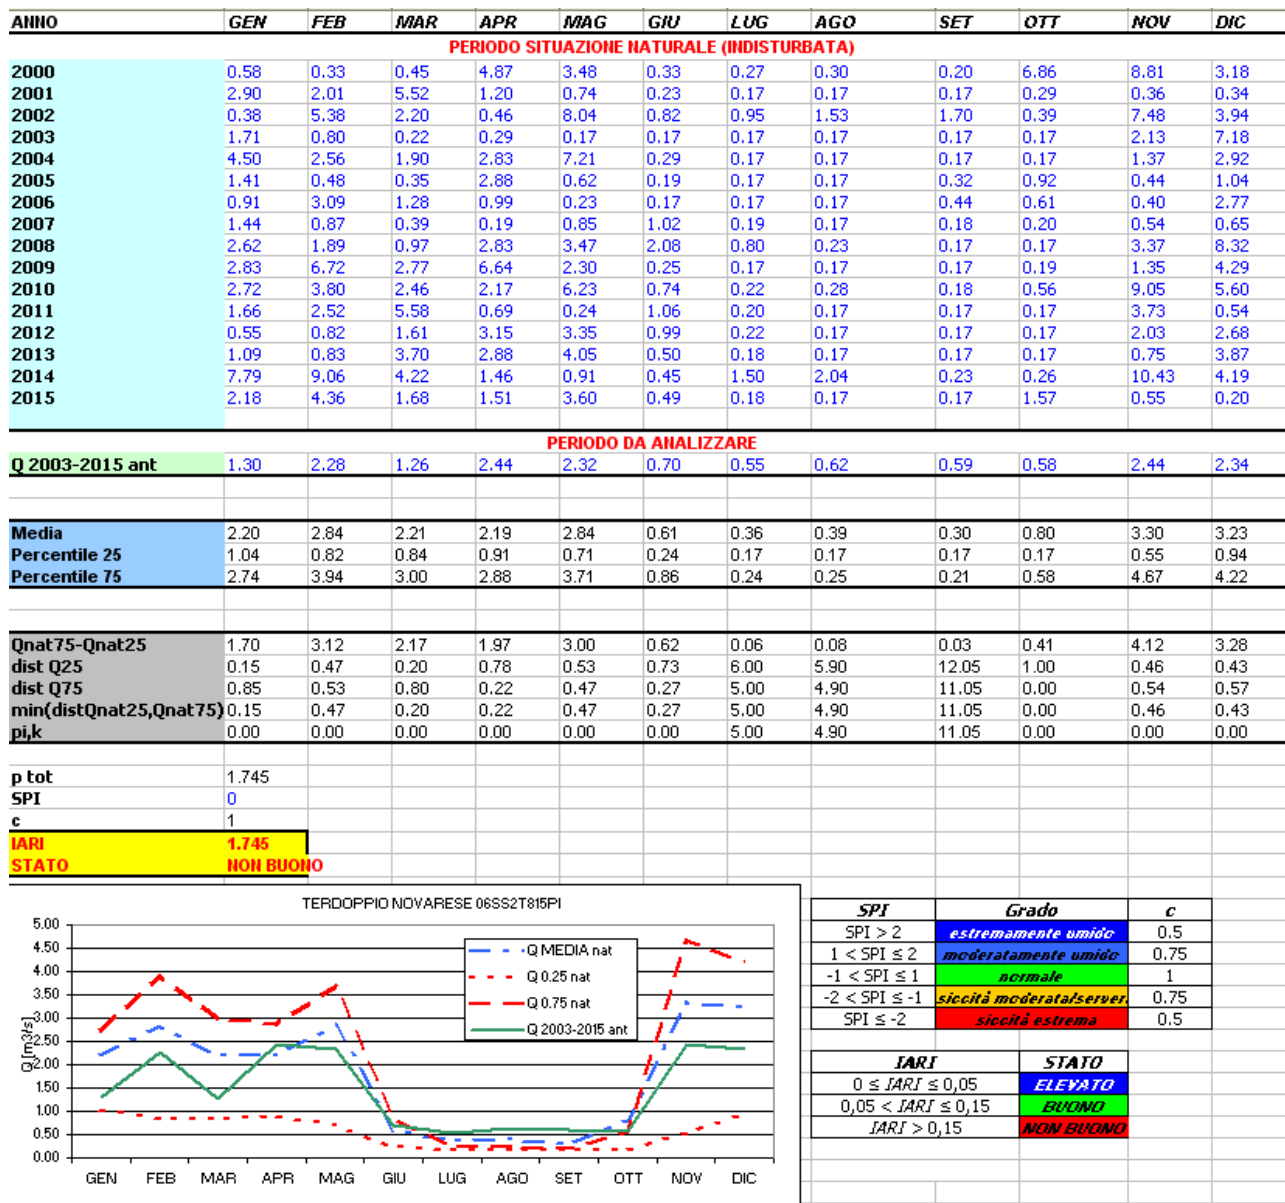 ANNO GEN FEB MAR APR MAG GIU LUG AGO SET OTT NOV DIC
PERIODO SITUAZIONE NATURALE (INDISTURBATA)
2000 0.58 0.33 0.45 4.87 3.48 0.33 0.27 0.30 0.20 6.86 8.81 3.18
2001 2.90 2.01 5.52 1.20 0.74 0.23 0.17 0.17 0.17 0.29 0.36 0.34
2002 0.38 5.38 2.20 0.46 8.04 0.82 0.95 1.53 1.70 0.39 7.48 3.94
2003 1.71 0.80 0.22 0.29 0.17 0.17 0.17 0.17 0.17 0.17 2.13 7.18
2004 4.50 2.56 1.90 2.83 7.21 0.29 0.17 0.17 0.17 0.17 1.37 2.92
2005 1.41 0.48 0.35 2.88 0.62 0.19 0.17 0.17 0.32 0.92 0.44 1.04
2006 0.91 3.09 1.28 0.99 0.23 0.17 0.17 0.17 0.44 0.61 0.40 2.77
2007 1.44 0.87 0.39 0.19 0.85 1.02 0.19 0.17 0.18 0.20 0.54 0.65
2008 2.62 1.89 0.97 2.83 3.47 2.08 0.80 0.23 0.17 0.17 3.37 8.32
2009 2.83 6.72 2.77 6.64 2.30 0.25 0.17 0.17 0.17 0.19 1.35 4.29
2010 2.72 3.80 2.46 2.17 6.23 0.74 0.22 0.28 0.18 0.56 9.05 5.60
2011 1.66 2.52 5.58 0.69 0.24 1.06 0.20 0.17 0.17 0.17 3.73 0.54
2012 0.55 0.82 1.61 3.15 3.35 0.99 0.22 0.17 0.17 0.17 2.03 2.68
2013 1.09 0.83 3.70 2.88 4.05 0.50 0.18 0.17 0.17 0.17 0.75 3.87
2014 7.79 9.06 4.22 1.46 0.91 0.45 1.50 2.04 0.23 0.26 10.43 4.19
2015 2.18 4.36 1.68 1.51 3.60 0.49 0.18 0.17 0.17 1.57 0.55 0.20
PERIODO DA ANALIZZARE
Q 2003-2015 ant 1.30 2.28 1.26 2.44 2.32 0.70 0.55 0.62 0.59 0.58 2.44 2.34
Media 2.20 2.84 2.21 2.19 2.84 0.61 0.36 0.39 0.30 0.80 3.30 3.23
Percentile 25 1.04 0.82 0.84 0.91 0.71 0.24 0.17 0.17 0.17 0.17 0.55 0.94
Percentile 75 2.74 3.94 3.00 2.88 3.71 0.86 0.24 0.25 0.21 0.58 4.67 4.22
Qnat75-Qnat25 1.70 3.12 2.17 1.97 3.00 0.62 0.06 0.08 0.03 0.41 4.12 3.28
dist Q25 0.15 0.47 0.20 0.78 0.53 0.73 6.00 5.90 12.05 1.00 0.46 0.43
dist Q75 0.85 0.53 0.80 0.22 0.47 0.27 5.00 4.90 11.05 0.00 0.54 0.57
min(distQnat25,Qnat75) 0.15 0.47 0.20 0.22 0.47 0.27 5.00 4.90 11.05 0.00 0.46 0.43
pi,k 0.00 0.00 0.00 0.00 0.00 0.00 5.00 4.90 11.05 0.00 0.00 0.00
p tot 1.745
SPI 0
c 1
IARI 1.745
STATO NON BUONO
TERDOPPIO NOVARESE 06SS2T815PI
Q [m3/s]
5.00
4.50
4.00
3.50
3.00
2.50
2.00
1.50
1.00
0.50
0.00
GEN FEB MAR APR MAG GIU LUG AGO SET OTT NOV DIC
Q MEDIA nat
Q 0.25 nat
Q 0.75 nat
Q 2003-2015 ant
SPI Grado c
SPI > 2 estremamente umido 0.5
1 < SPI ≤ 2 moderatamente umido 0.75
-1 < SPI ≤ 1 normale 1
-2 < SPI ≤ -1 siccità moderata/server. 0.75
SPI ≤ -2 siccità estrema 0.5
IARI STATO
0 ≤ IARI ≤ 0,05 ELEVATO
0,05 < IARI ≤ 0,15 BUONO
IARI > 0,15 NON BUONO